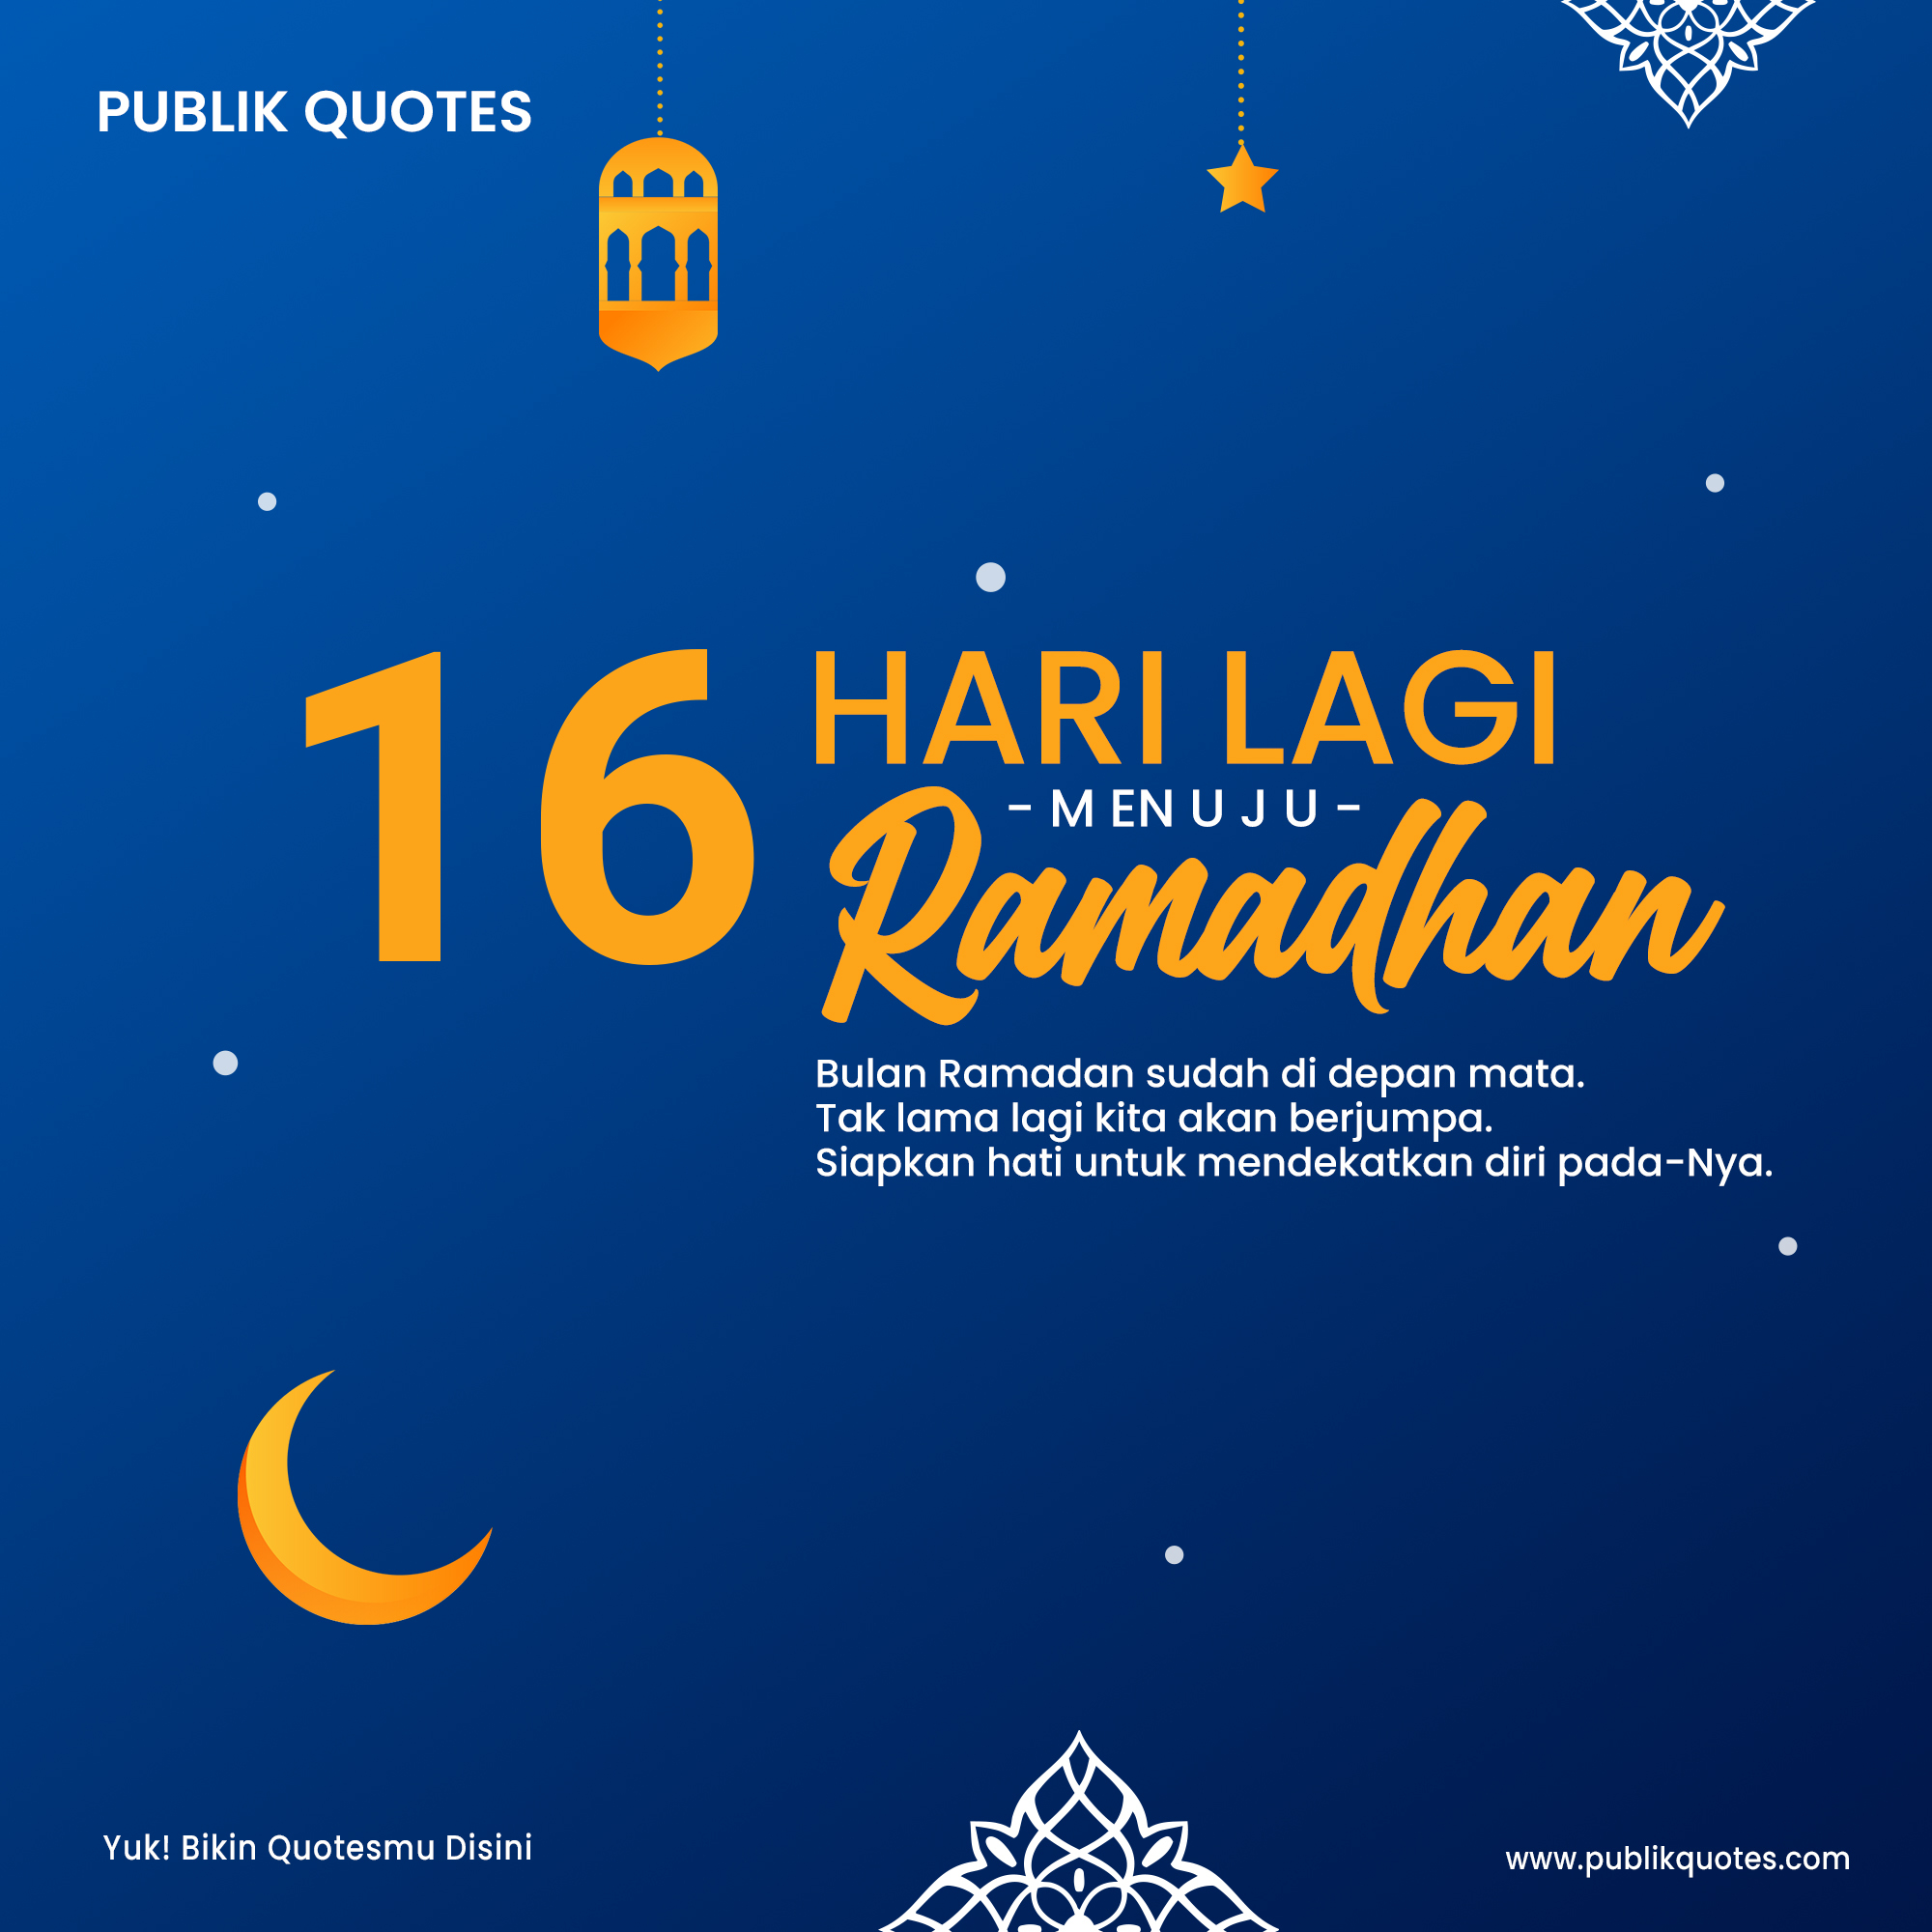 PUBLIK QUOTES
16 HARI LAGI
- MENUJU -
Ramadhan
Bulan Ramadan sudah di depan mata.
Tak lama lagi kita akan berjumpa.
Siapkan hati untuk mendekatkan diri pada-Nya.
Yuk! Bikin Quotesmu Disini
www.publikquotes.com